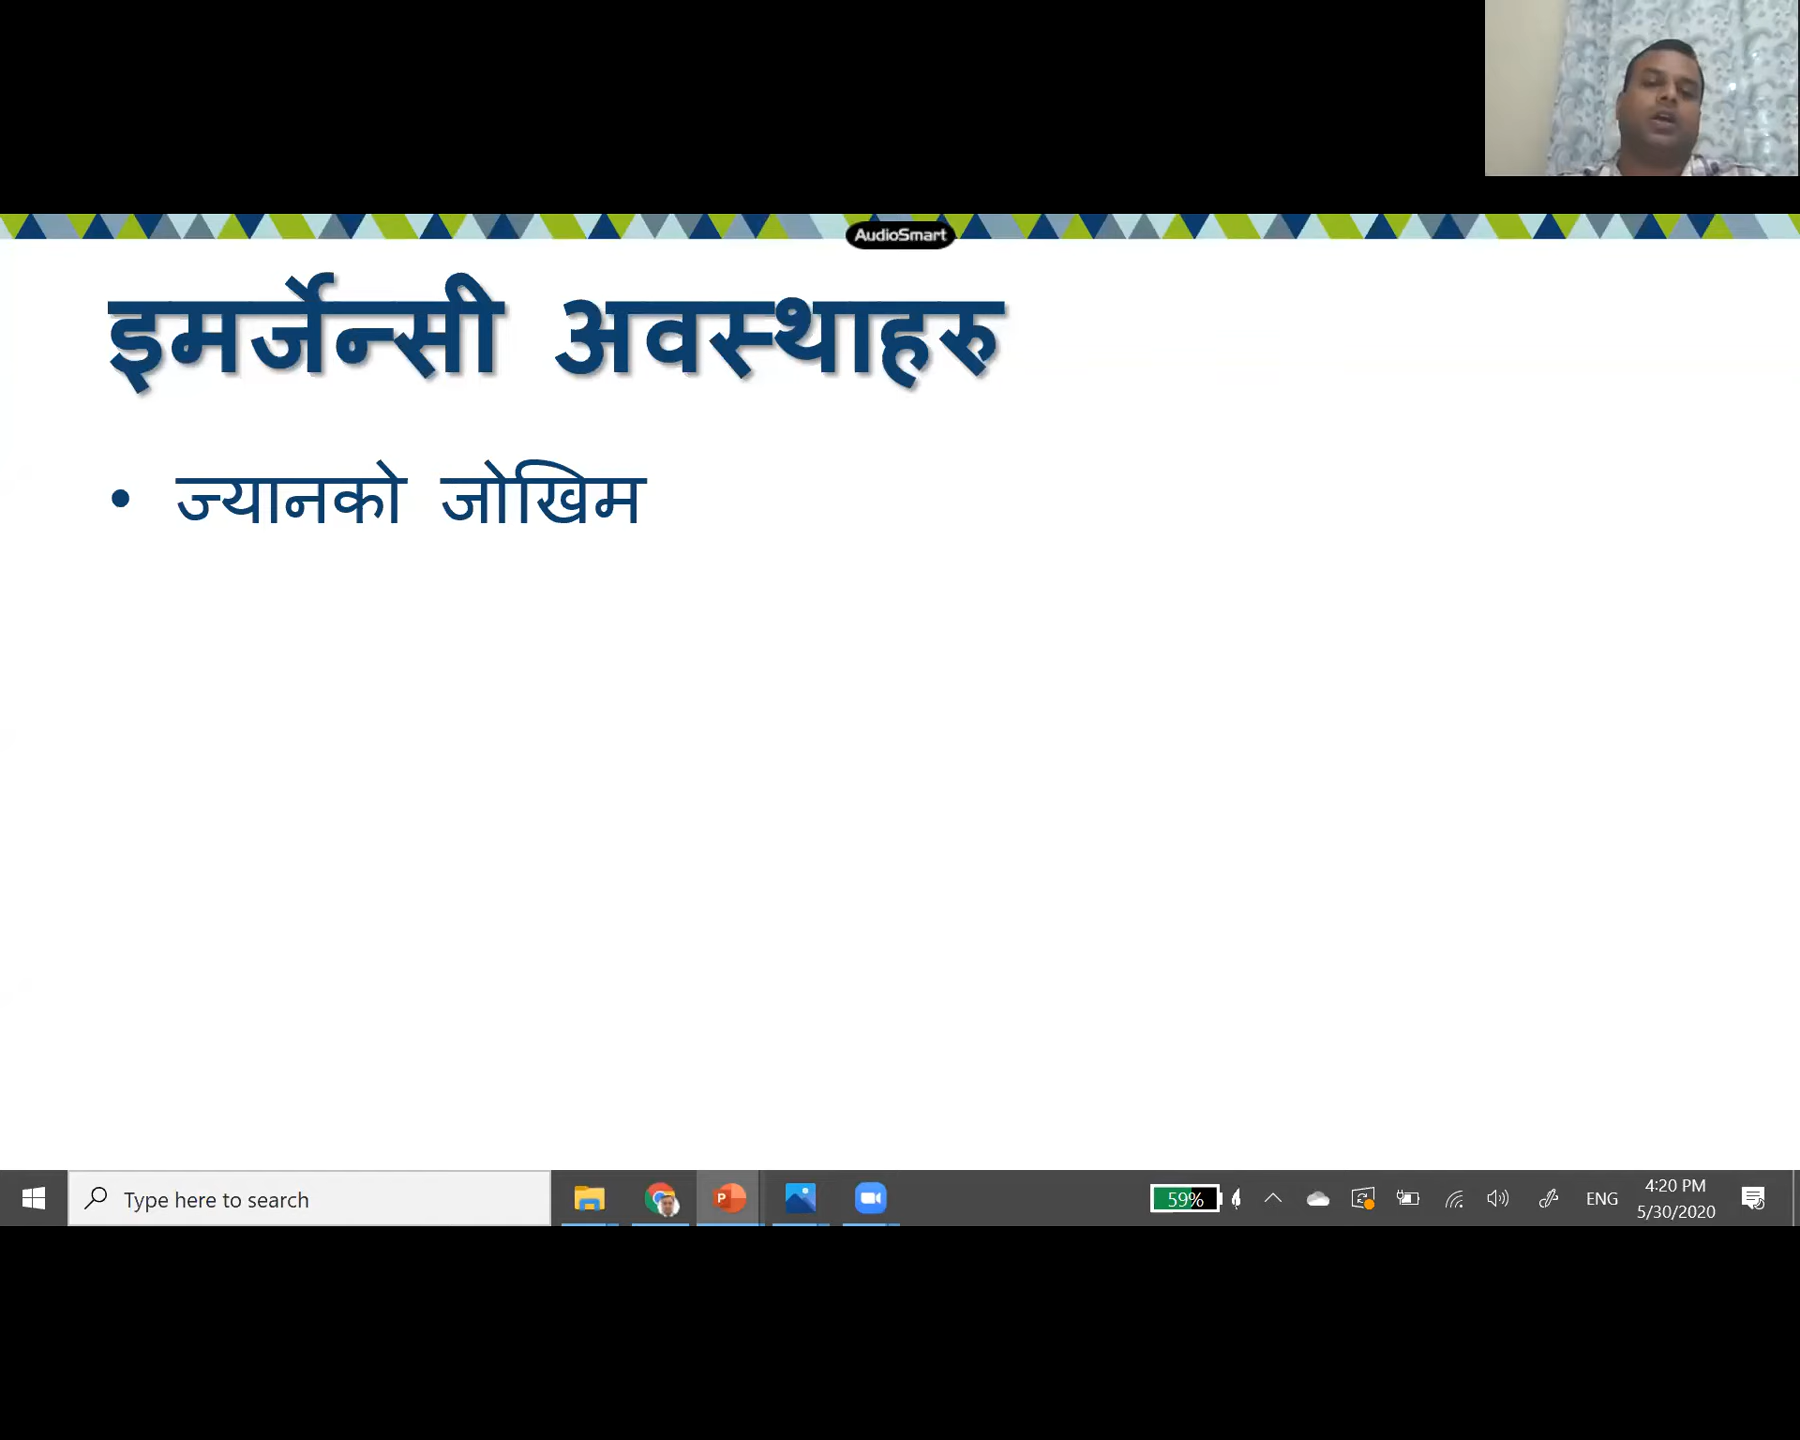 AudioSmart
इमर्जेन्सी अवस्थाहरु
• ज्यानको जोखिम
Type here to search
59%
ENG
4:20 PM
5/30/2020